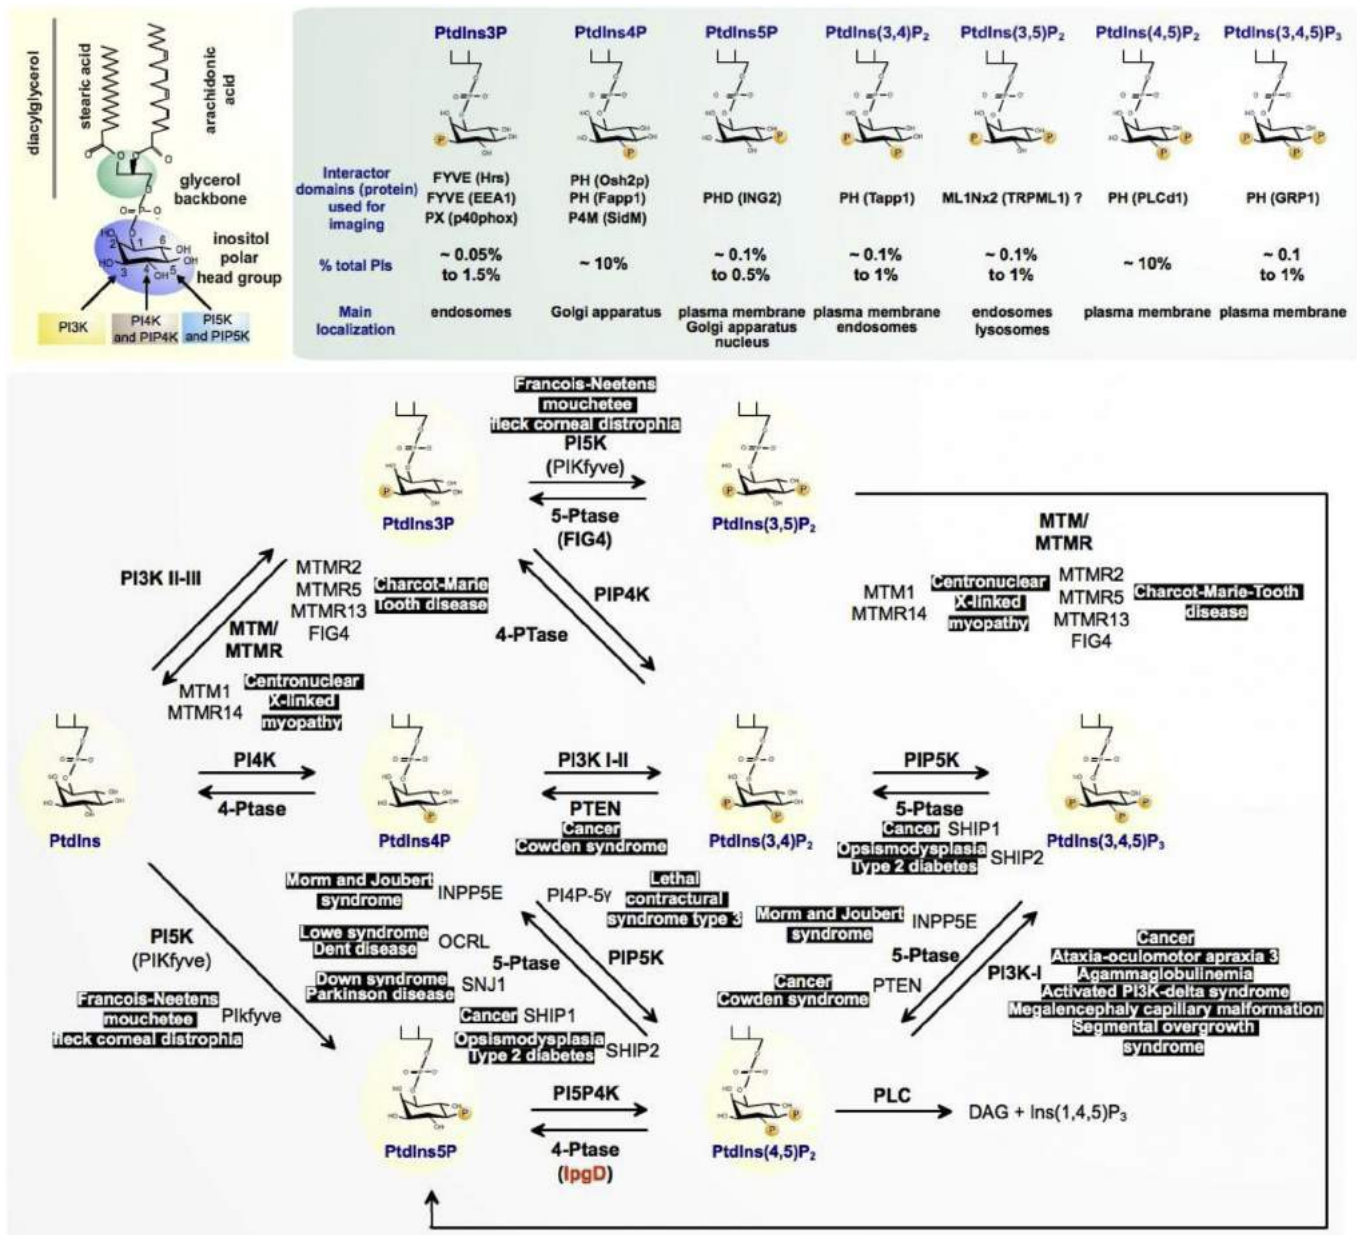 diacylglycerol
stearic acid
arachidonic
acid
glycerol
backbone
inositol
polar
head group
HO
2
1
6
OH
HO
3
4
5
OH
OH
PI3K
PI4K
and PIP4K
PI5K
and PIP5K
PtdIns3P PtdIns4P PtdIns5P PtdIns(3,4)P₂ PtdIns(3,5)P₂ PtdIns(4,5)P₂ PtdIns(3,4,5)P₃
Interactor
domains (protein)
used for
imaging
FYVE (Hrs)
FYVE (EEA1)
PX (p40phox)
PH (Osh2p)
PH (Fapp1)
P4M (SidM)
PHD (ING2)
PH (Tapp1)
ML1Nx2 (TRPML1) ?
PH (PLCd1)
PH (GRP1)
% total PIs
~ 0.05%
to 1.5%
~ 10%
~ 0.1%
to 0.5%
~ 0.1%
to 1%
~ 0.1%
to 1%
~ 10%
~ 0.1
to 1%
Main
localization
endosomes
Golgi apparatus
plasma membrane
Golgi apparatus
nucleus
plasma membrane
endosomes
endosomes
lysosomes
plasma membrane
plasma membrane
Francois-Neetens
mouchetee
fleck corneal distrophia
PI5K
(PIKfyve)
5-Ptase
(FIG4)
PtdIns3P
PtdIns(3,5)P₂
MTM/
MTMR
MTM1
MTMR14
Centronuclear
X-linked
myopathy
MTMR2
MTMR5
MTMR13
FIG4
Charcot-Marie-Tooth
disease
PI3K II-III
MTMR2
MTMR5
MTMR13
FIG4
Charcot-Marie
Tooth disease
MTM/
MTMR
MTM1
MTMR14
Centronuclear
X-linked
myopathy
PIP4K
4-PTase
PtdIns
PI4K
4-Ptase
PtdIns4P
PI3K I-II
PTEN
Cancer
Cowden syndrome
PtdIns(3,4)P₂
PIP5K
5-Ptase
Cancer SHIP1
Opsismodysplasia
Type 2 diabetes
SHIP2
PtdIns(3,4,5)P₃
PI5K
(PIKfyve)
Francois-Neetens
mouchetee
fleck corneal distrophia
PIkfyve
Morm and Joubert
syndrome
INPP5E
Lowe syndrome
Dent disease
OCRL
Down syndrome
Parkinson disease
SNJ1
Cancer SHIP1
Opsismodysplasia
Type 2 diabetes
SHIP2
5-Ptase
PI4P-5γ
Lethal
contractural
syndrome type 3
PIP5K
Morm and Joubert
syndrome
INPP5E
5-Ptase
Cancer
Cowden syndrome
PTEN
PI3K-I
Cancer
Ataxia-oculomotor apraxia 3
Agammaglobulinemia
Activated PI3K-delta syndrome
Megalencephaly capillary malformation
Segmental overgrowth
syndrome
PtdIns5P
PI5P4K
4-Ptase
(IpgD)
PtdIns(4,5)P₂
PLC
DAG + Ins(1,4,5)P₃